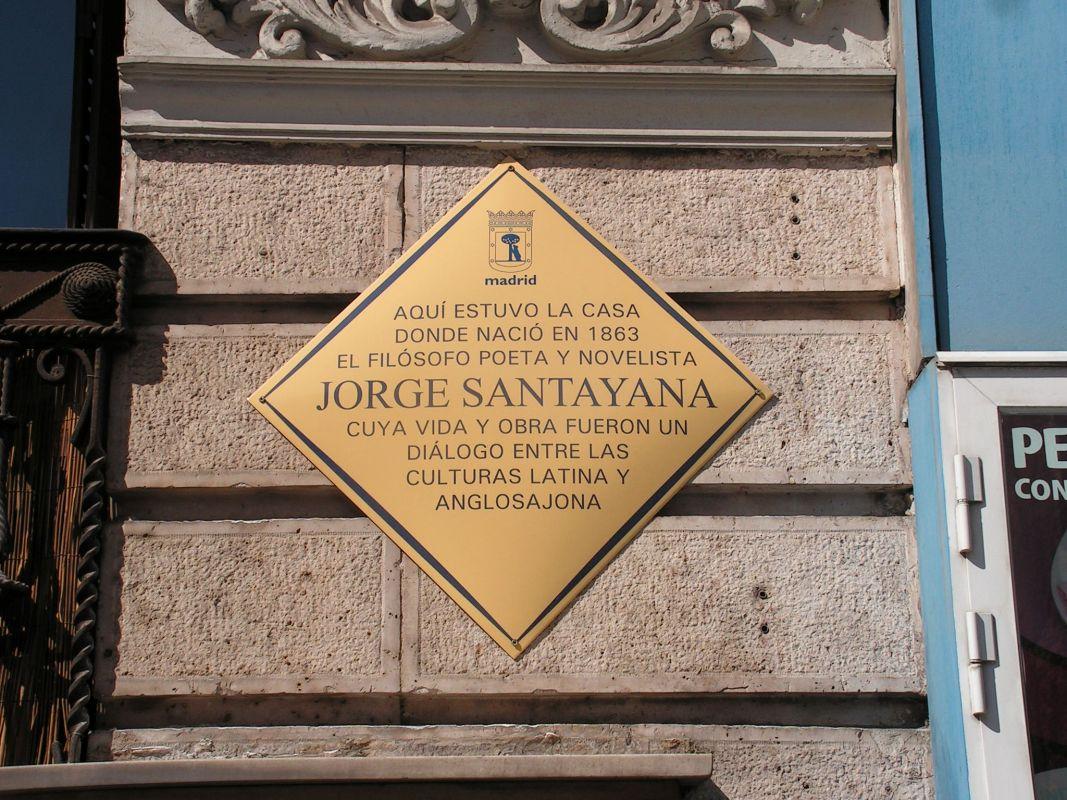 madrid
AQUÍ ESTUVO LA CASA
DONDE NACIÓ EN 1863
EL FILÓSOFO POETA Y NOVELISTA
JORGE SANTAYANA
CUYA VIDA Y OBRA FUERON UN
DIÁLOGO ENTRE LAS
CULTURAS LATINA Y
ANGLOSAJONA
PE
CON